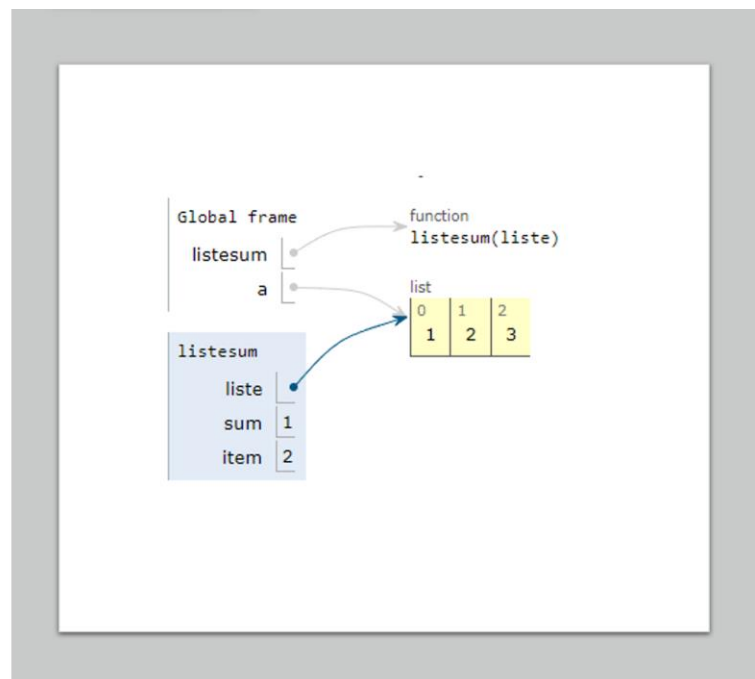 Global frame
listesum
a
function
listesum(liste)
list
0 1 2
1 2 3
listesum
liste
sum 1
item 2